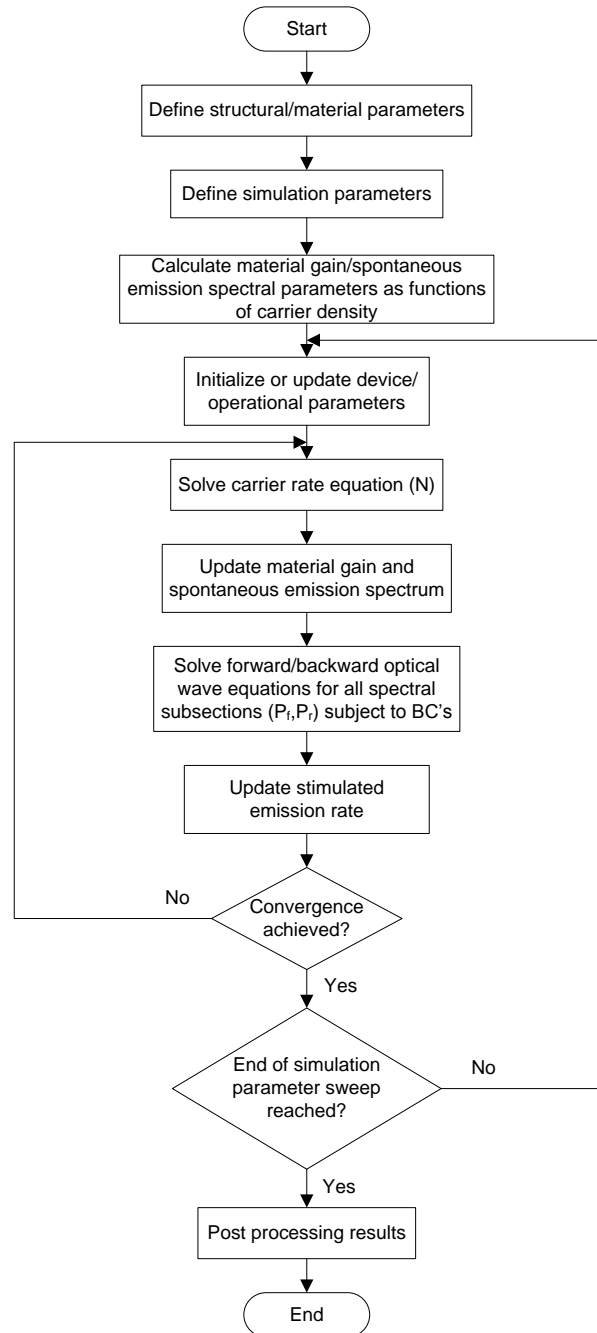 Start
Define structural/material parameters
Define simulation parameters
Calculate material gain/spontaneous
emission spectral parameters as functions
of carrier density
Initialize or update device/
operational parameters
Solve carrier rate equation (N)
Update material gain and
spontaneous emission spectrum
Solve forward/backward optical
wave equations for all spectral
subsections (Pf,Pr) subject to BC's
Update stimulated
emission rate
No
Convergence
achieved?
Yes
End of simulation
parameter sweep
reached?
No
Yes
Post processing results
End